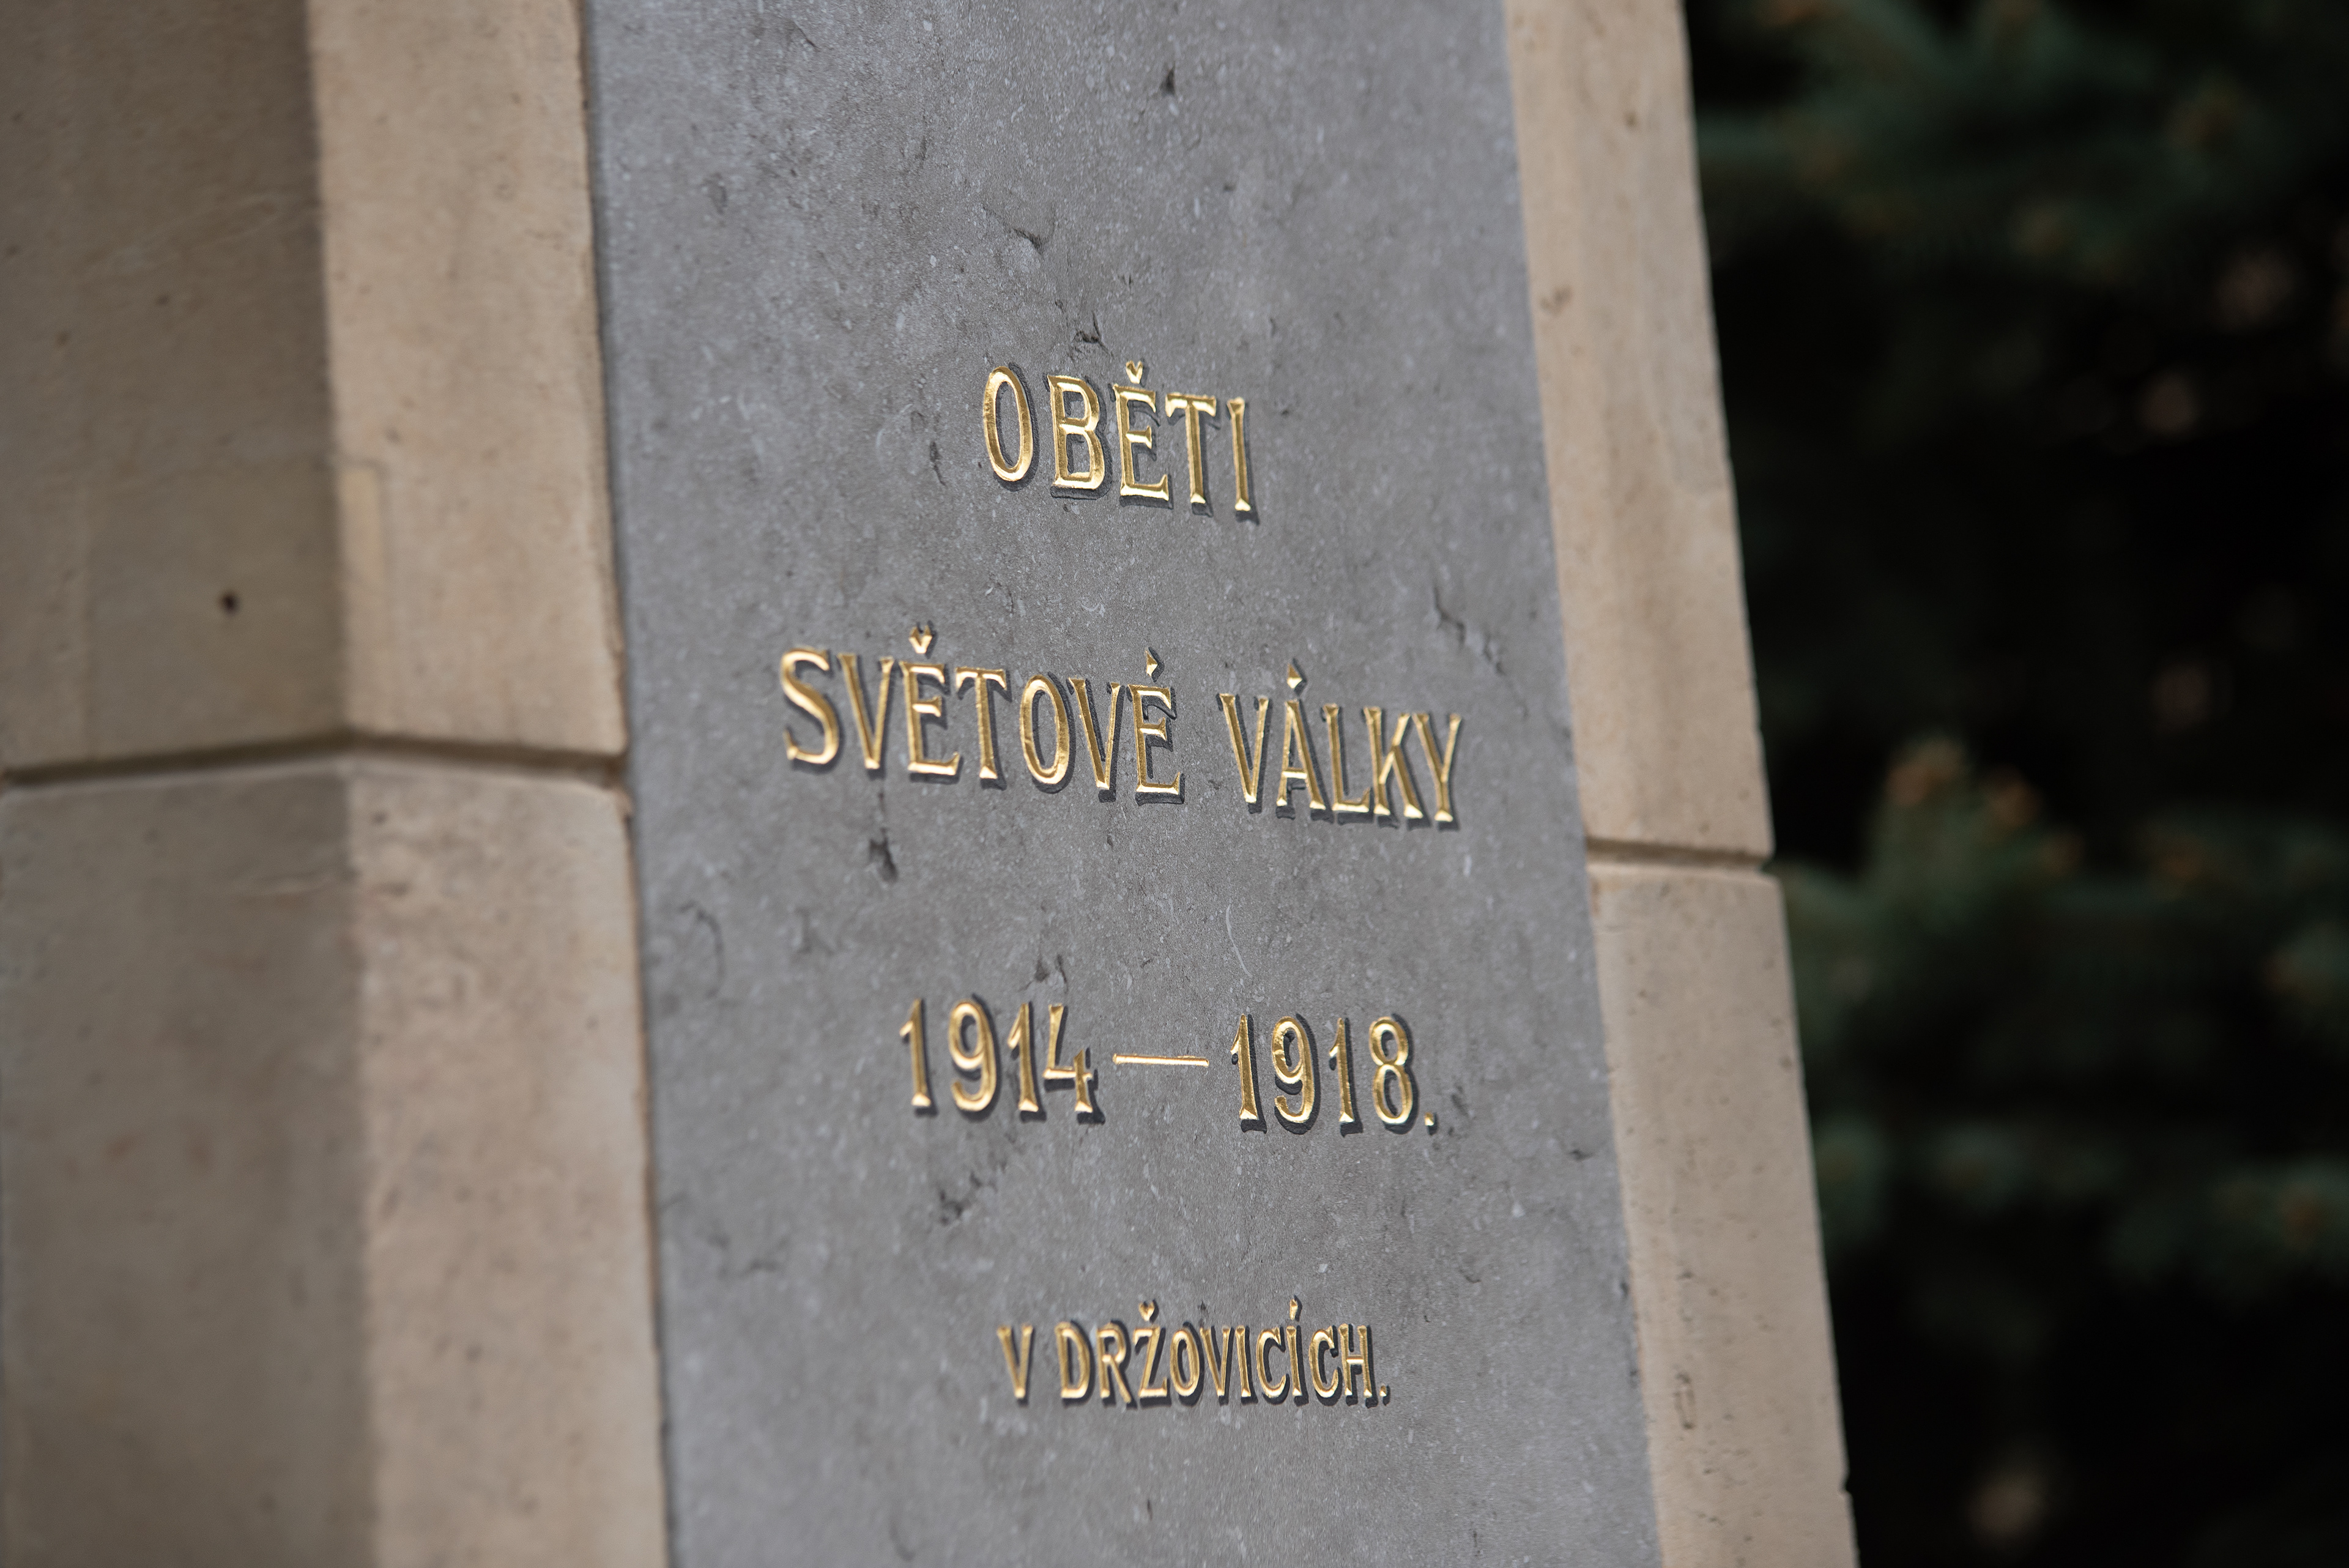 OBĚTI
SVĚTOVÉ VÁLKY
1914—1918.
V DRŽOVICÍCH.